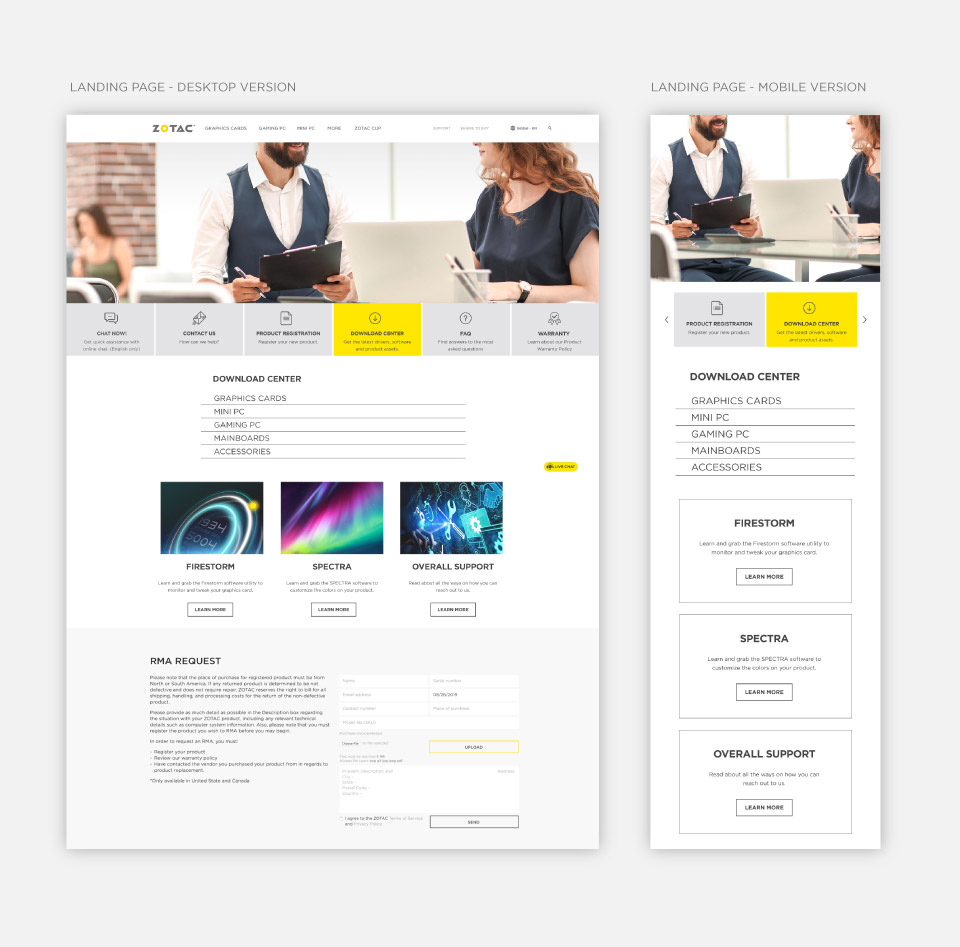 LANDING PAGE - DESKTOP VERSION
ZOTAC
GRAPHICS CARDS
GAMING PC
MINI PC
MORE
ZOTAC CUP
SUPPORT
WHERE TO BUY
CHAT NOW!
Get quick assistance with
online chat. (English only)
CONTACT US
How can we help?
PRODUCT REGISTRATION
Register your new product.
DOWNLOAD CENTER
Get the latest drivers, software
and product assets.
FAQ
Find answers to the most
asked questions
WARRANTY
Learn about our Product
Warranty Policy
DOWNLOAD CENTER
GRAPHICS CARDS
MINI PC
GAMING PC
MAINBOARDS
ACCESSORIES
LIVE CHAT
1934
5004
FIRESTORM
Learn and grab the Firestorm software utility to
monitor and tweak your graphics card.
LEARN MORE
SPECTRA
Learn and grab the SPECTRA software to
customize the colors on your product.
LEARN MORE
OVERALL SUPPORT
Read about all the ways on how you can
reach out to us.
LEARN MORE
RMA REQUEST
Please note that the place of purchase for registered product must be from
North or South America. If any returned product is determined to be not
defective and does not require repair, ZOTAC reserves the right to bill for all
shipping, handling, and processing costs for the return of the non-defective
product.
Please provide as much detail as possible in the Description box regarding
the situation with your ZOTAC product, including any relevant technical
details such as computer system information. Also, please note that you must
register the product you wish to RMA before you may begin.
In order to request an RMA, you must:
- Register your product
- Review our warranty policy
- Have contacted the vendor you purchased your product from in regards to
product replacement.
*Only available in United State and Canada
Name
Serial number
Email address
08/28/2019
Contact number
Place of purchase
Choose File
UPLOAD
Problem Description and
Address
City :
State :
Postal Code :
Country :
I agree to the ZOTAC Terms of Service
and Privacy Policy
SEND
LANDING PAGE - MOBILE VERSION
PRODUCT REGISTRATION
Register your new product.
DOWNLOAD CENTER
Get the latest drivers, software
and product assets.
DOWNLOAD CENTER
GRAPHICS CARDS
MINI PC
GAMING PC
MAINBOARDS
ACCESSORIES
FIRESTORM
Learn and grab the Firestorm software utility to
monitor and tweak your graphics card.
LEARN MORE
SPECTRA
Learn and grab the SPECTRA software to
customize the colors on your product.
LEARN MORE
OVERALL SUPPORT
Read about all the ways on how you can
reach out to us.
LEARN MORE